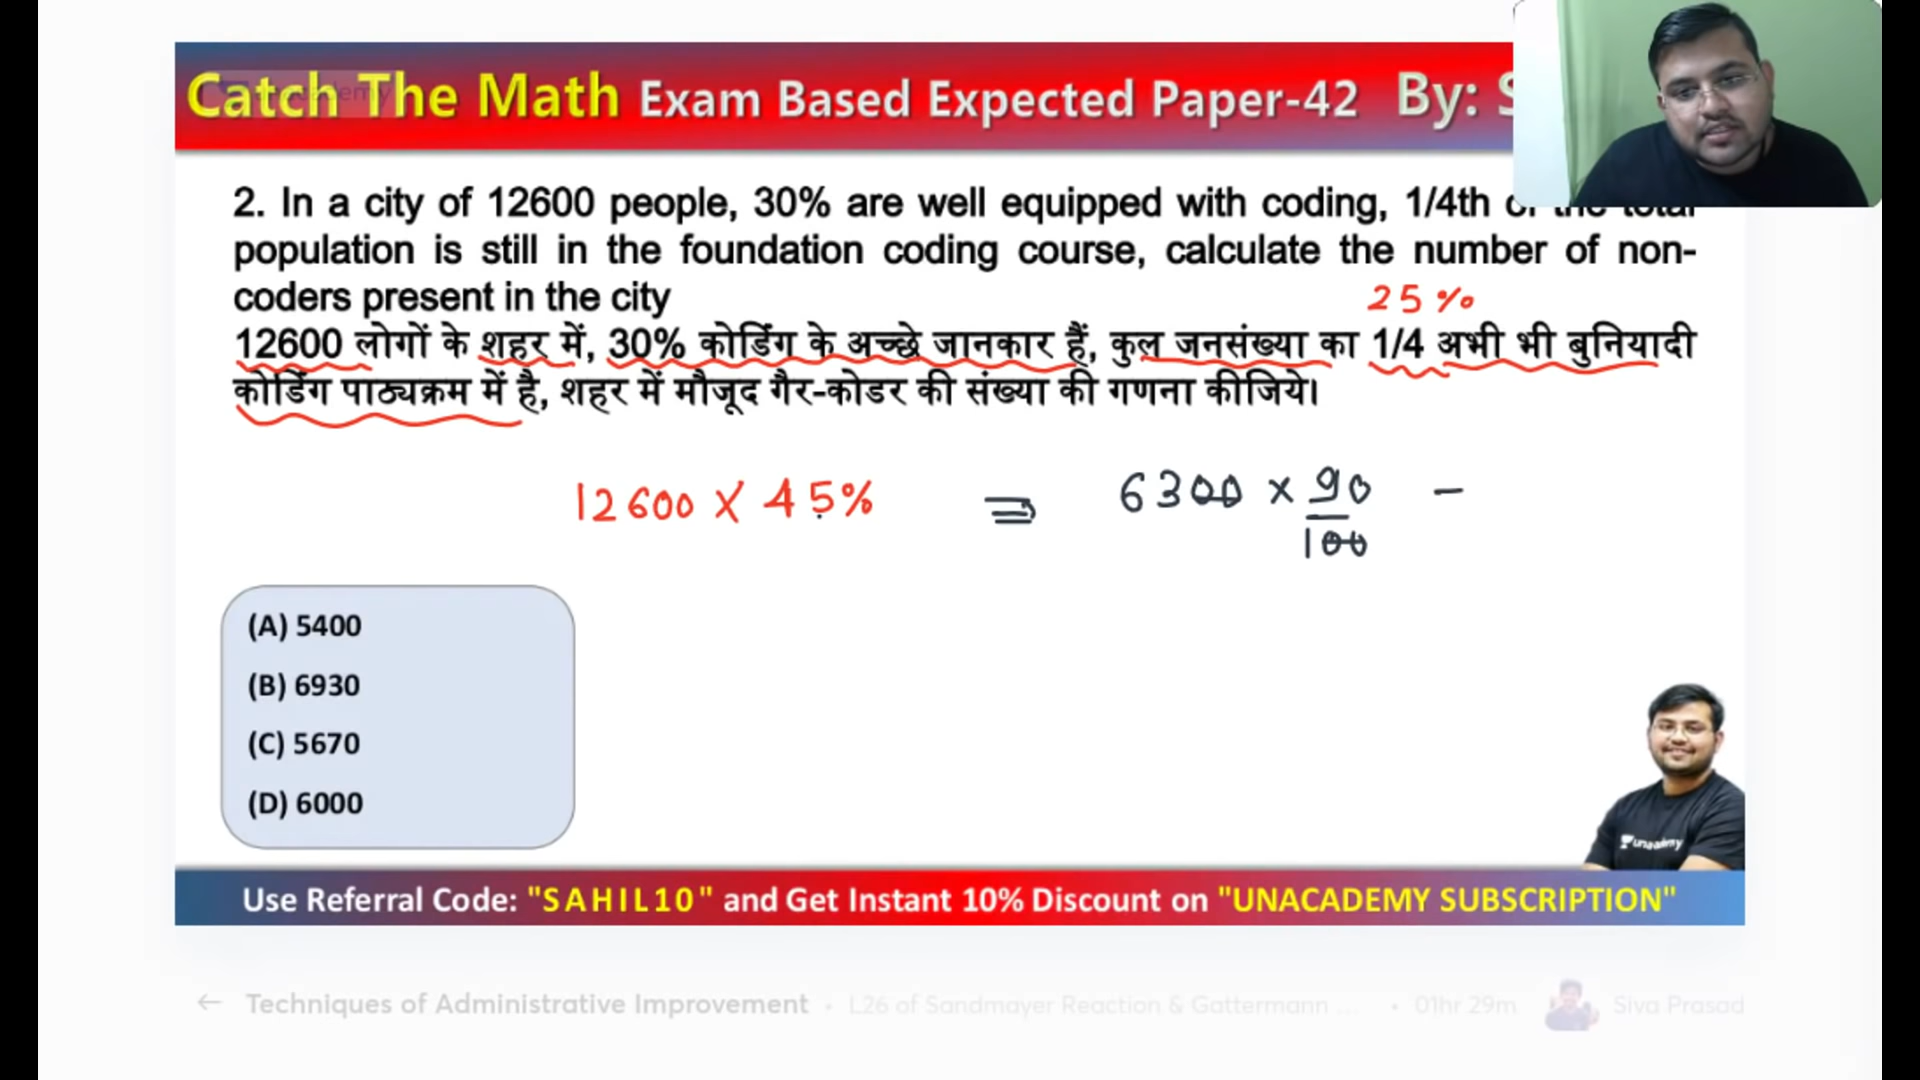 Catch The Math Exam Based Expected Paper-42 By: S
2. In a city of 12600 people, 30% are well equipped with coding, 1/4th of the total
population is still in the foundation coding course, calculate the number of non-
coders present in the city
25%
12600 लोगों के शहर में, 30% कोडिंग के अच्छे जानकार हैं, कुल जनसंख्या का 1/4 अभी भी बुनियादी
कोडिंग पाठ्यक्रम में है, शहर में मौजूद गैर-कोडर की संख्या की गणना कीजिये।
12600 × 45% ⇒ 6300 × 90/100 –
(A) 5400
(B) 6930
(C) 5670
(D) 6000
unacademy
Use Referral Code: "SAHIL10" and Get Instant 10% Discount on "UNACADEMY SUBSCRIPTION"
← Techniques of Administrative Improvement • L26 of Sandmayer Reaction & Gattermann ... • 01hr 29m Siva Prasad